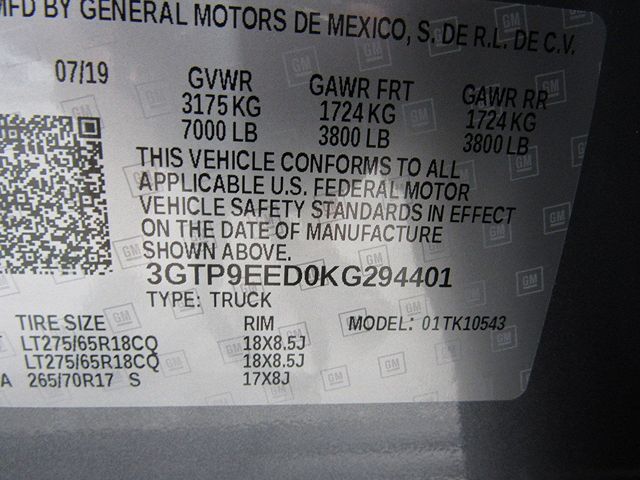 MFD BY GENERAL MOTORS DE MEXICO, S. DE R.L. DE C.V.
07/19 GVWR GAWR FRT GAWR RR
3175 KG 1724 KG 1724 KG
7000 LB 3800 LB 3800 LB
THIS VEHICLE CONFORMS TO ALL
APPLICABLE U.S. FEDERAL MOTOR
VEHICLE SAFETY STANDARDS IN EFFECT
ON THE DATE OF MANUFACTURE
SHOWN ABOVE.
3GTP9EED0KG294401
TYPE: TRUCK
TIRE SIZE RIM MODEL: 01TK10543
LT275/65R18CQ 18X8.5J
LT275/65R18CQ 18X8.5J
A 265/70R17 S 17X8J